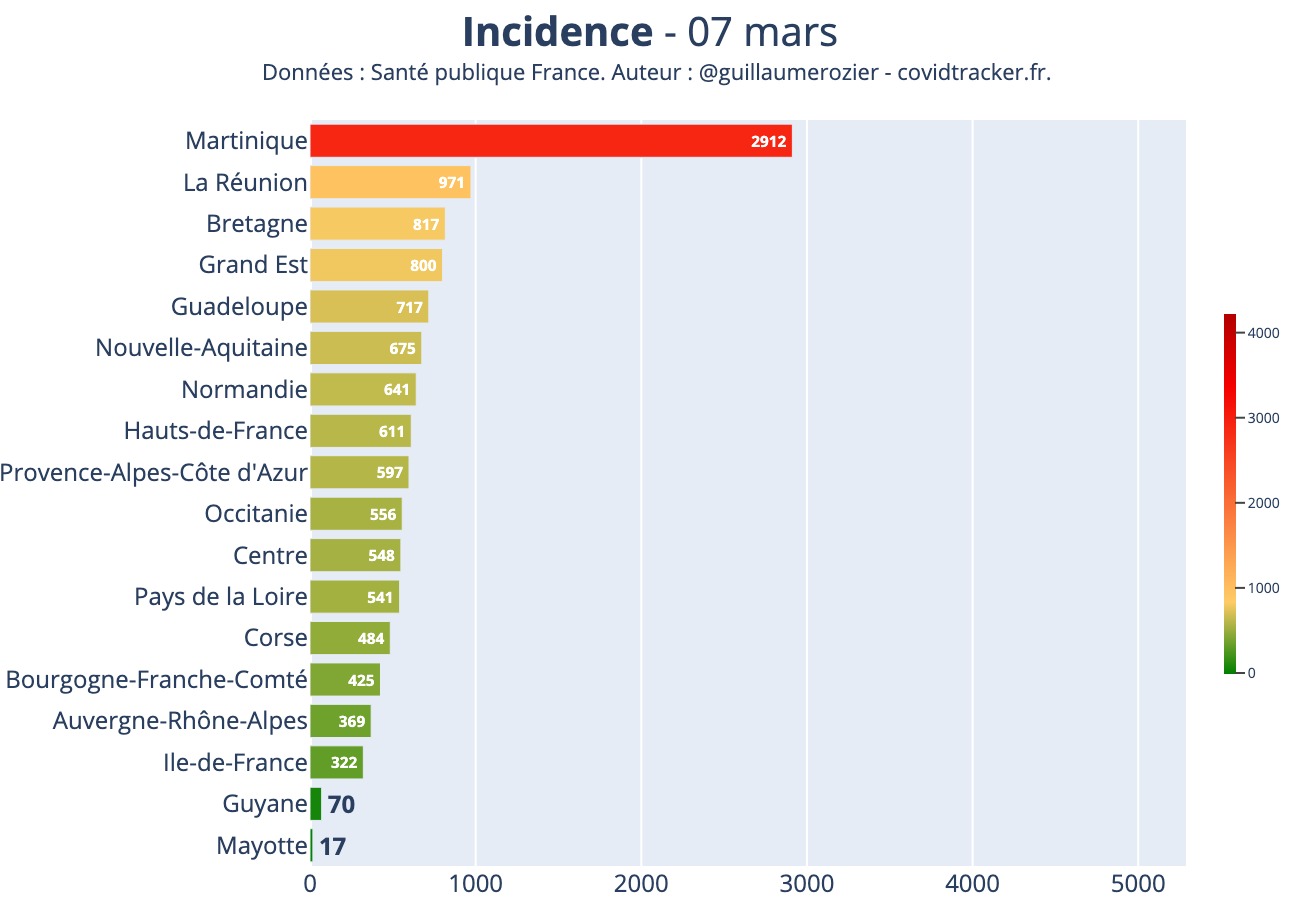 Incidence - 07 mars
Données : Santé publique France. Auteur : @guillaumerozier - covidtracker.fr.
Martinique 2912
La Réunion 971
Bretagne 817
Grand Est 800
Guadeloupe 717
Nouvelle-Aquitaine 675
Normandie 641
Hauts-de-France 611
Provence-Alpes-Côte d'Azur 597
Occitanie 556
Centre 548
Pays de la Loire 541
Corse 484
Bourgogne-Franche-Comté 425
Auvergne-Rhône-Alpes 369
Ile-de-France 322
Guyane 70
Mayotte 17
0 1000 2000 3000 4000 5000
4000
3000
2000
1000
0